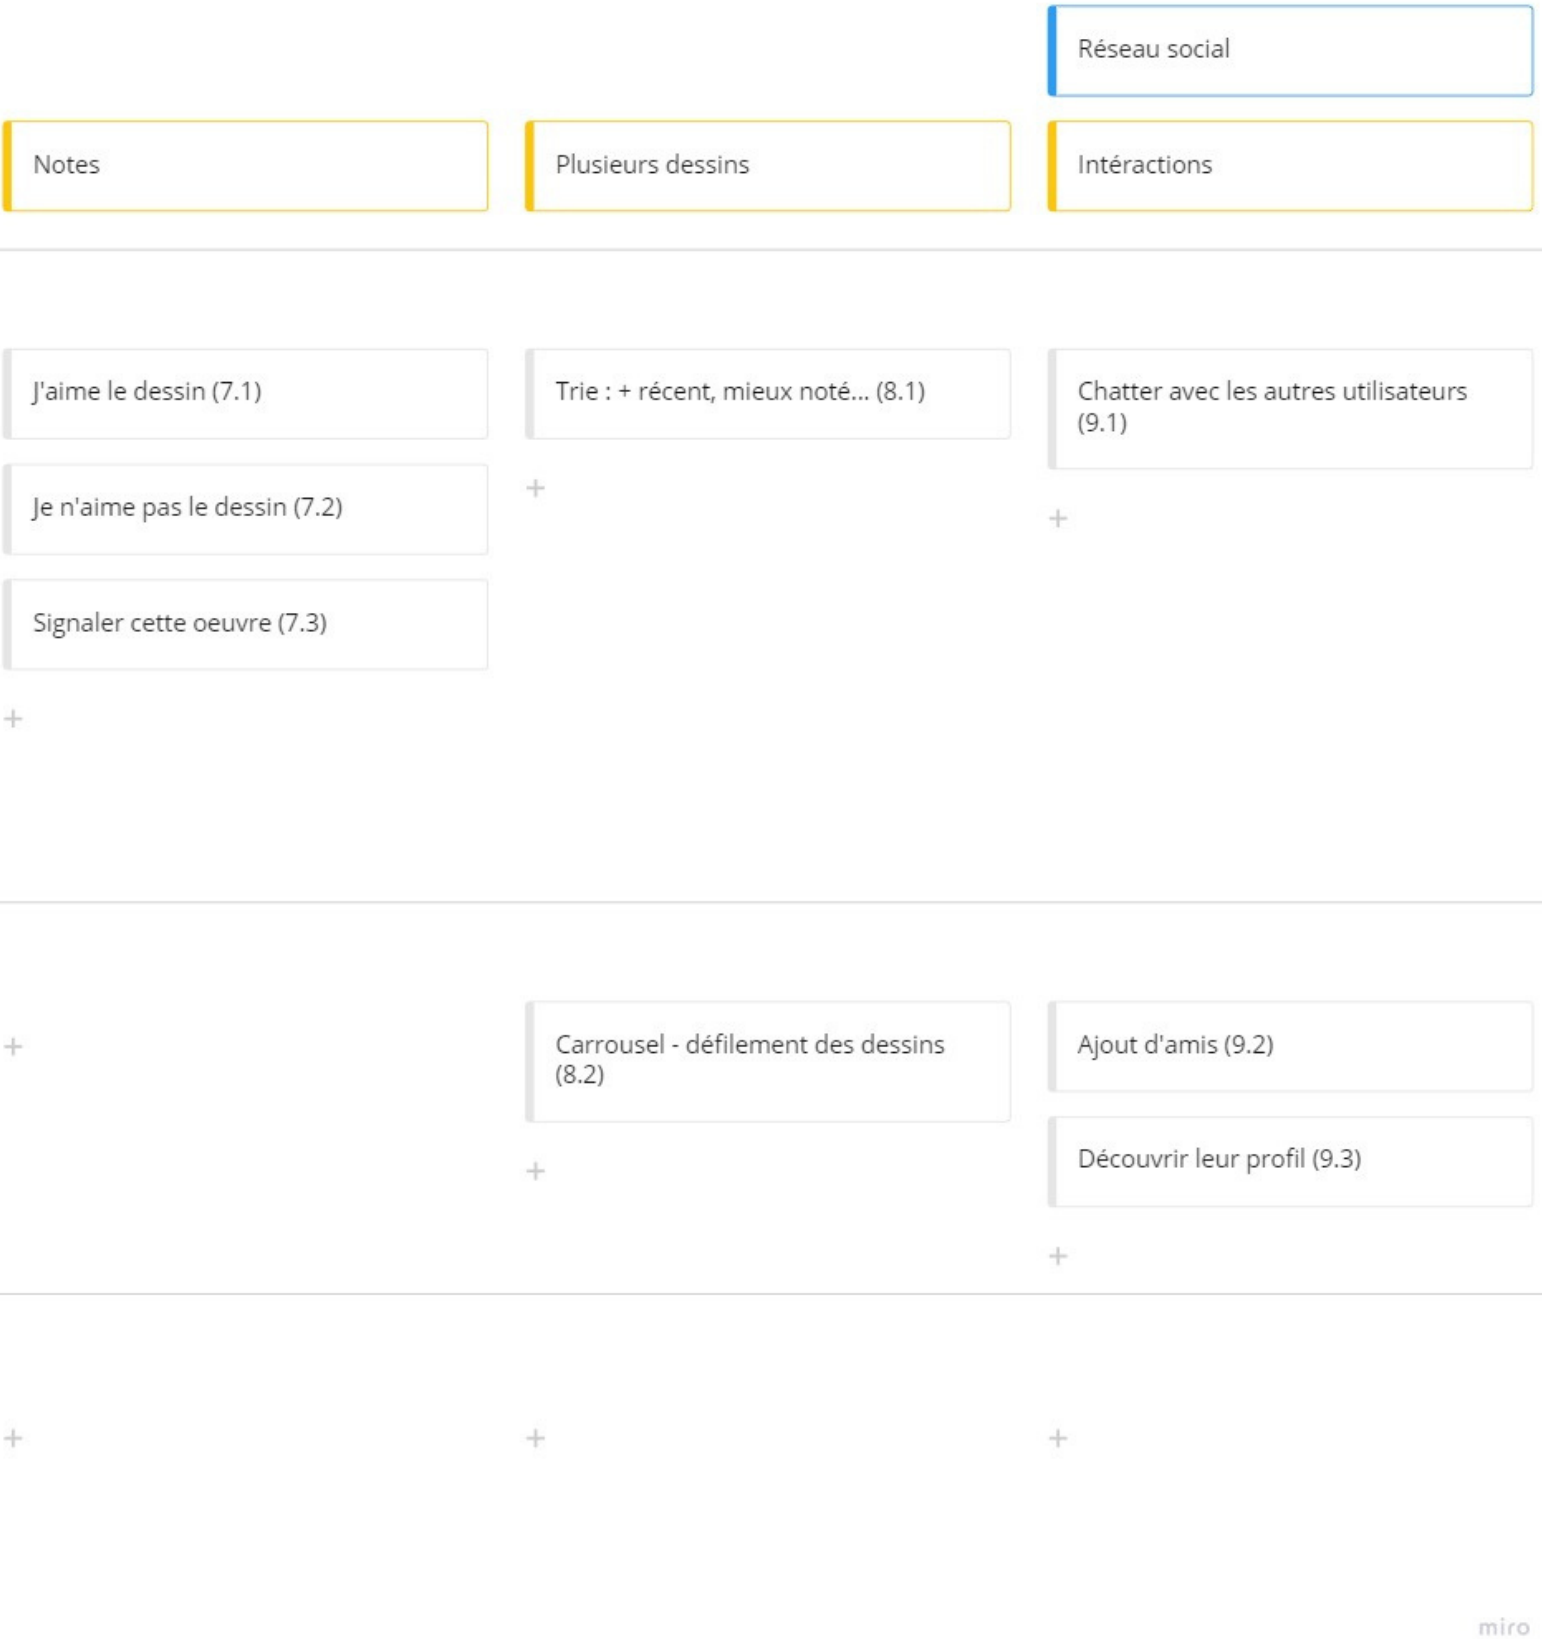 Réseau social
Notes
Plusieurs dessins
Intéractions
J'aime le dessin (7.1)
Trie : + récent, mieux noté... (8.1)
Chatter avec les autres utilisateurs
(9.1)
+
+
Je n'aime pas le dessin (7.2)
Signaler cette oeuvre (7.3)
+
+
Carrousel - défilement des dessins
(8.2)
+
Ajout d'amis (9.2)
Découvrir leur profil (9.3)
+
+
+
+
miro